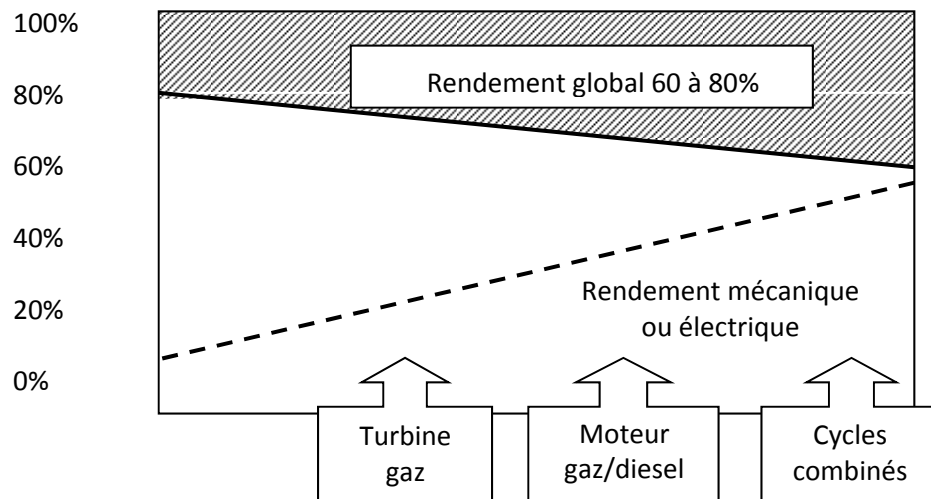 100%
80%
60%
40%
20%
0%
Rendement global 60 à 80%
Rendement mécanique
ou électrique
Turbine
gaz
Moteur
gaz/diesel
Cycles
combinés